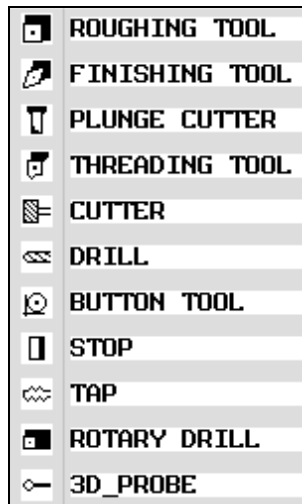 ROUGHING TOOL
FINISHING TOOL
PLUNGE CUTTER
THREADING TOOL
CUTTER
DRILL
BUTTON TOOL
STOP
TAP
ROTARY DRILL
3D_PROBE